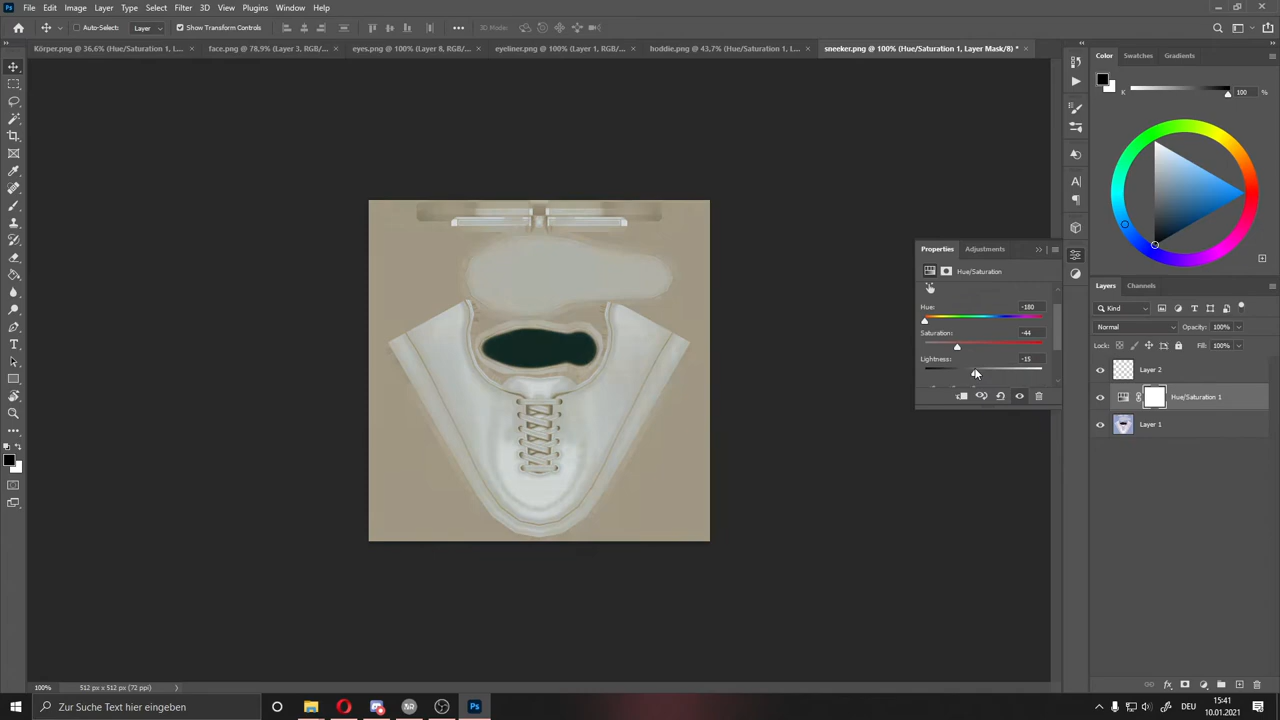 Ps File Edit Image Layer Type Select Filter 3D View Plugins Window Help
Auto-Select: Layer Show Transform Controls 3D Mode:
Körper.png @ 36,6% (Hue/Saturation 1, L... × face.png @ 78,9% (Layer 3, RGB/... × eyes.png @ 100% (Layer 8, RGB/... × eyeliner.png @ 100% (Layer 1, RGB/... × hoddie.png @ 43,7% (Hue/Saturation 1, L... × sneeker.png @ 100% (Hue/Saturation 1, Layer Mask/8) * ×
Color Swatches Gradients
K 100 %
Properties Adjustments
Hue/Saturation
Hue: -180
Saturation: -44
Lightness: -15
Layers Channels
Kind
Normal Opacity: 100%
Lock: Fill: 100%
Layer 2
Hue/Saturation 1
Layer 1
100% 512 px x 512 px (72 ppi)
Zur Suche Text hier eingeben
Ps
DEU
15:41
10.01.2021